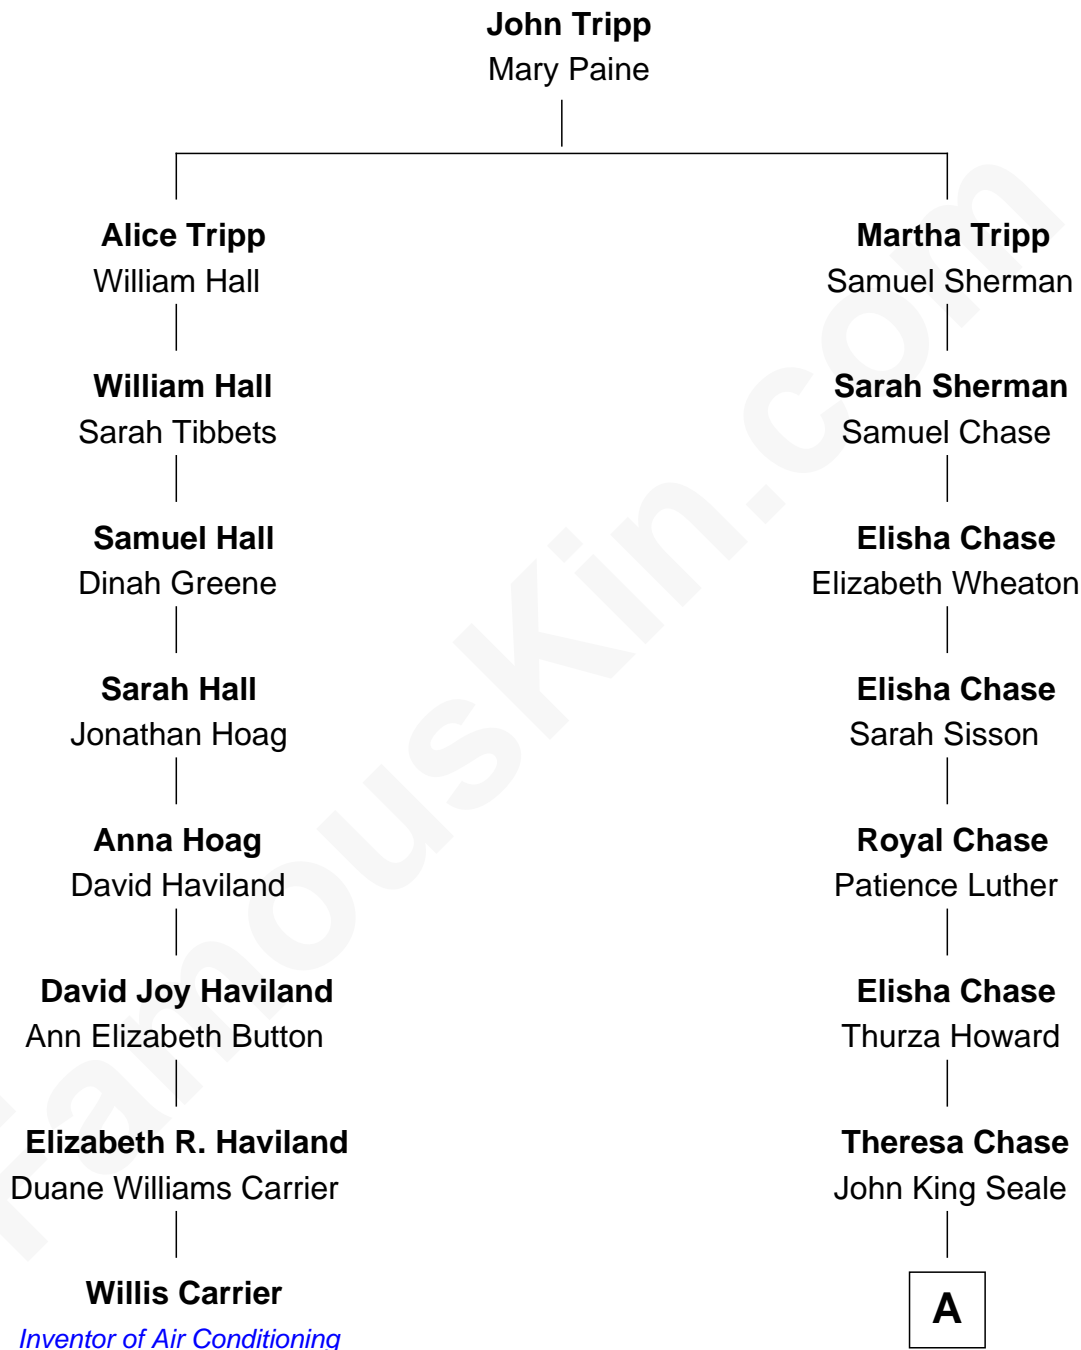 John Tripp
Mary Paine
Alice Tripp
William Hall
William Hall
Sarah Tibbets
Samuel Hall
Dinah Greene
Sarah Hall
Jonathan Hoag
Anna Hoag
David Haviland
David Joy Haviland
Ann Elizabeth Button
Elizabeth R. Haviland
Duane Williams Carrier
Willis Carrier
Inventor of Air Conditioning
Martha Tripp
Samuel Sherman
Sarah Sherman
Samuel Chase
Elisha Chase
Elizabeth Wheaton
Elisha Chase
Sarah Sisson
Royal Chase
Patience Luther
Elisha Chase
Thurza Howard
Theresa Chase
John King Seale
A
FamousKin.com